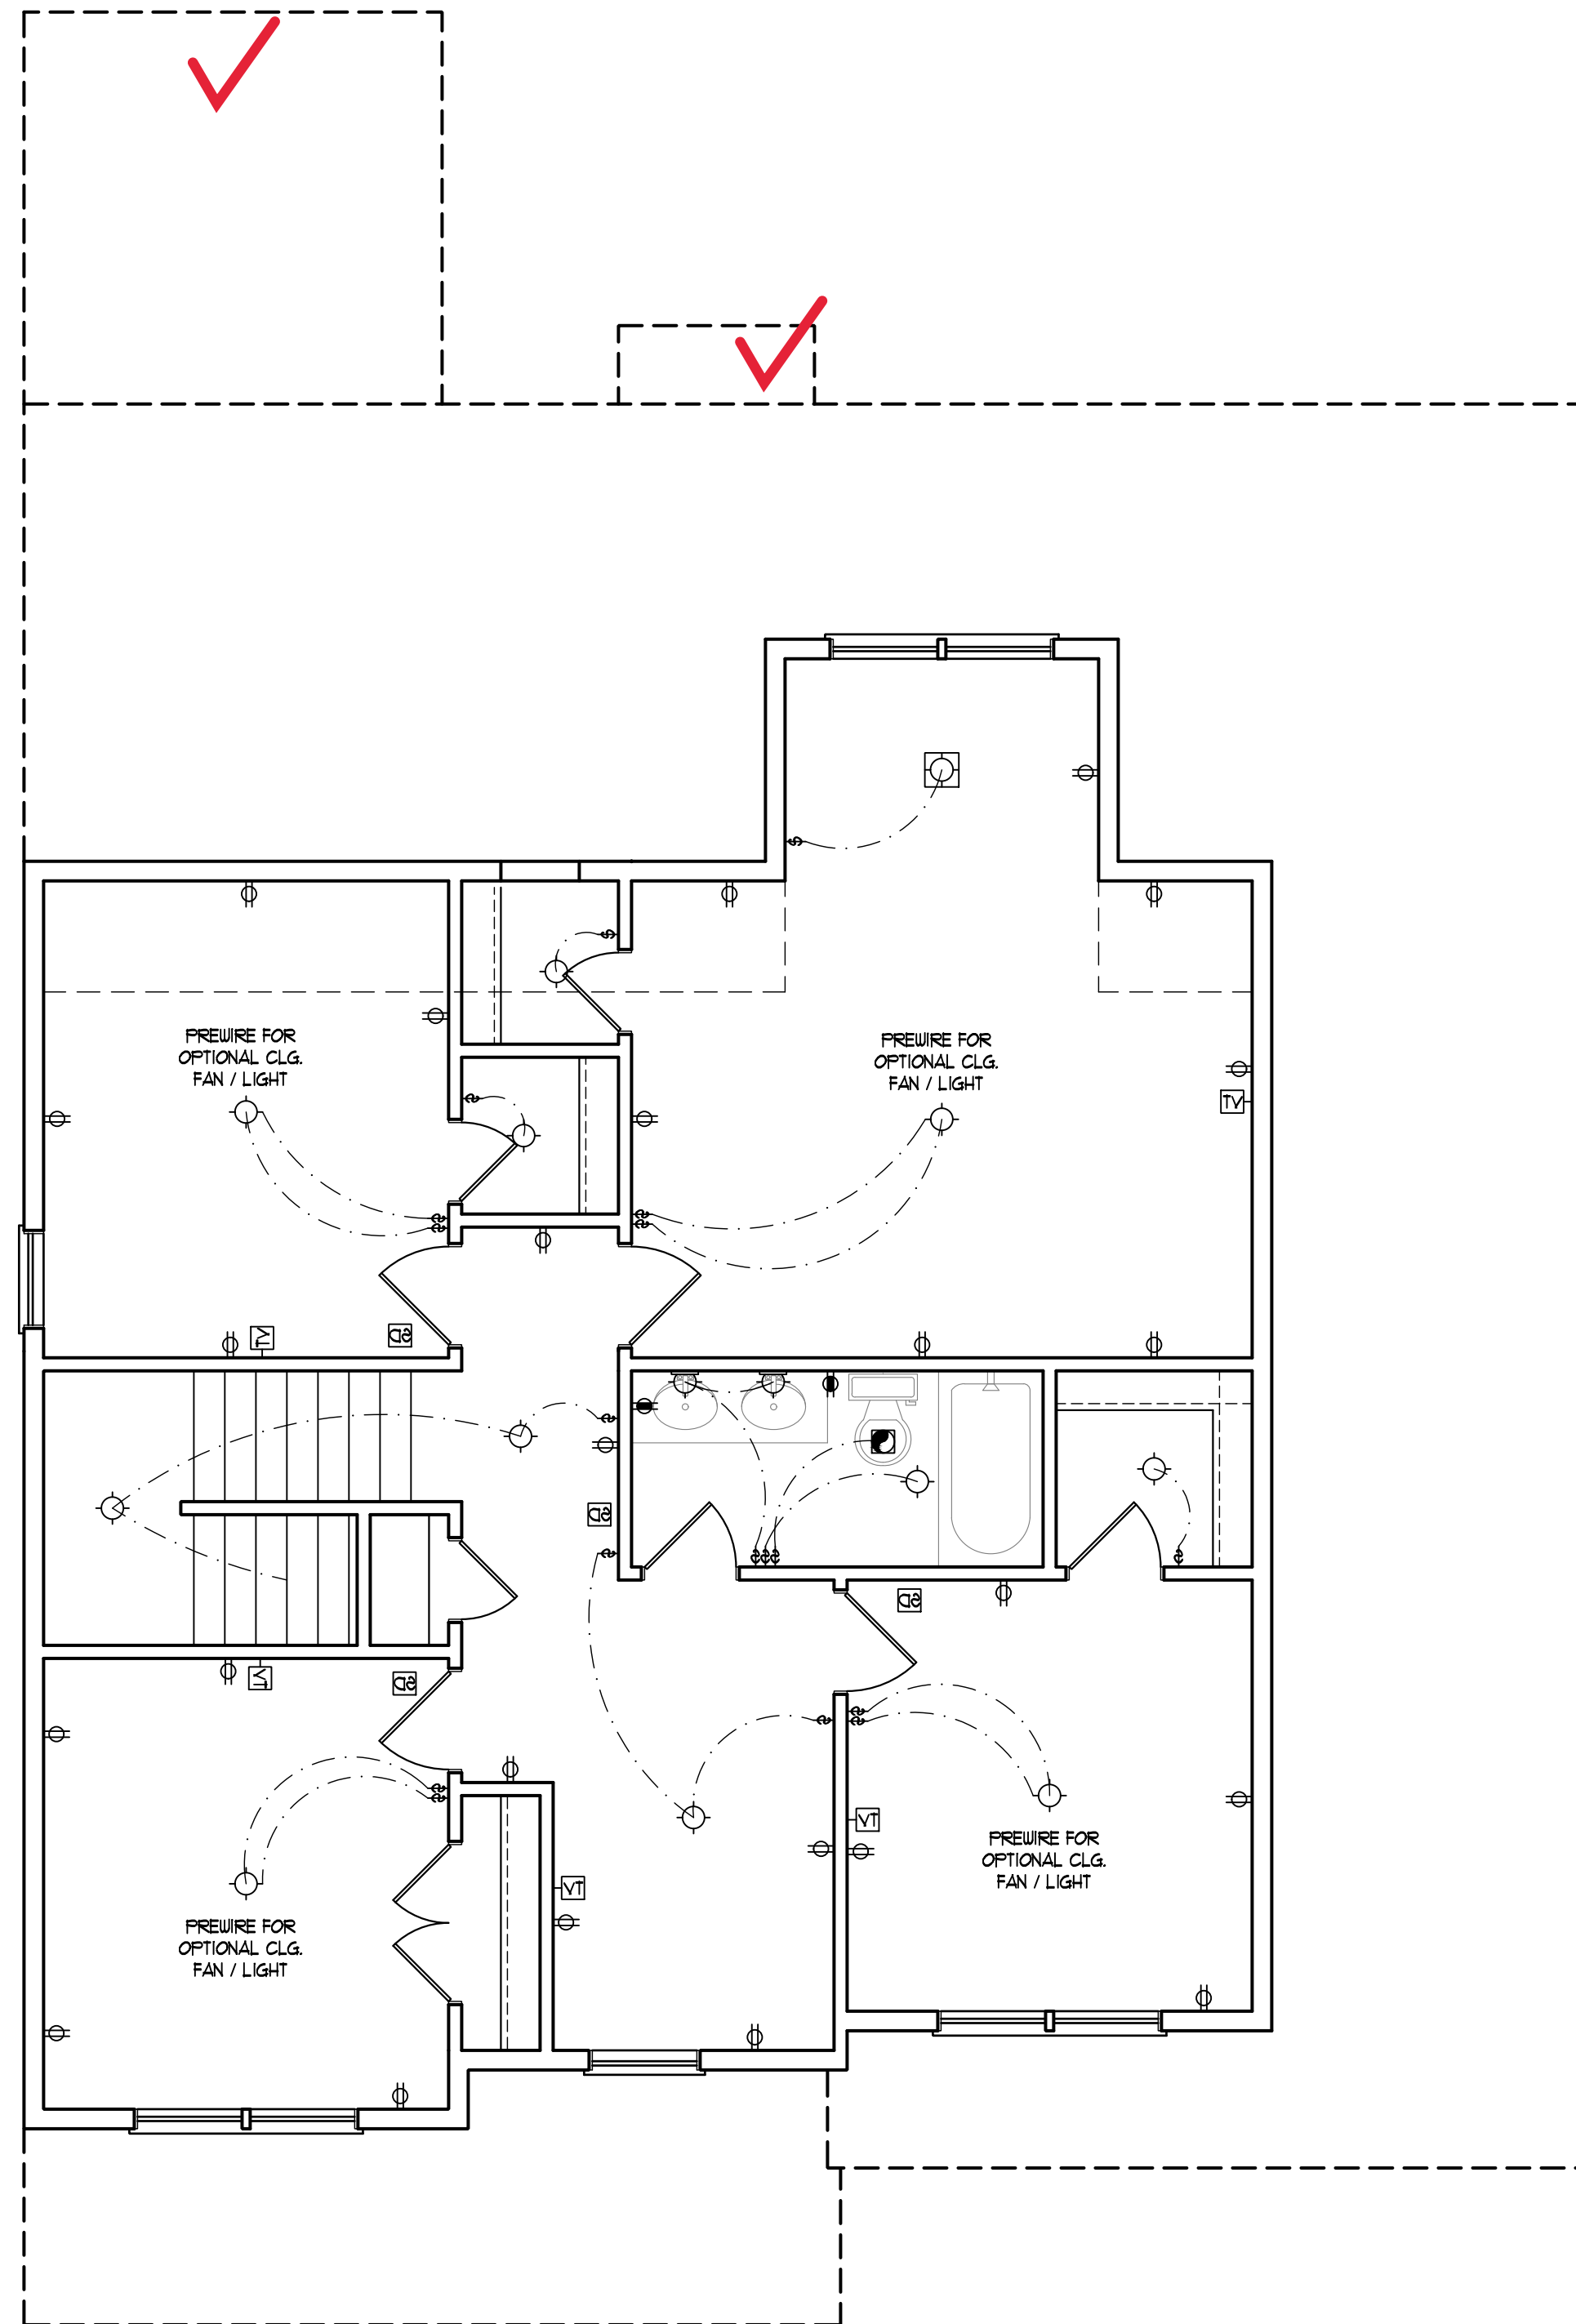 PREWIRE FOR
OPTIONAL CLG.
FAN / LIGHT
PREWIRE FOR
OPTIONAL CLG.
FAN / LIGHT
TV
TV
SD
SD
SD
TV
SD
TV
PREWIRE FOR
OPTIONAL CLG.
FAN / LIGHT
TV
PREWIRE FOR
OPTIONAL CLG.
FAN / LIGHT